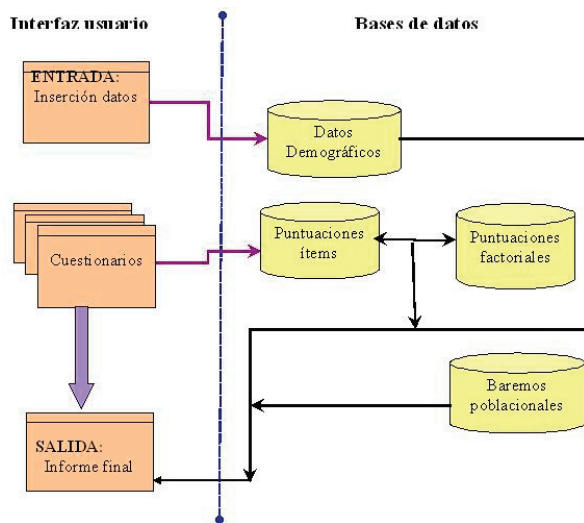 Interfaz usuario
Bases de datos
ENTRADA:
Inserción datos
Datos
Demográficos
Cuestionarios
Puntuaciones
ítems
Puntuaciones
factoriales
Baremos
poblacionales
SALIDA:
Informe final